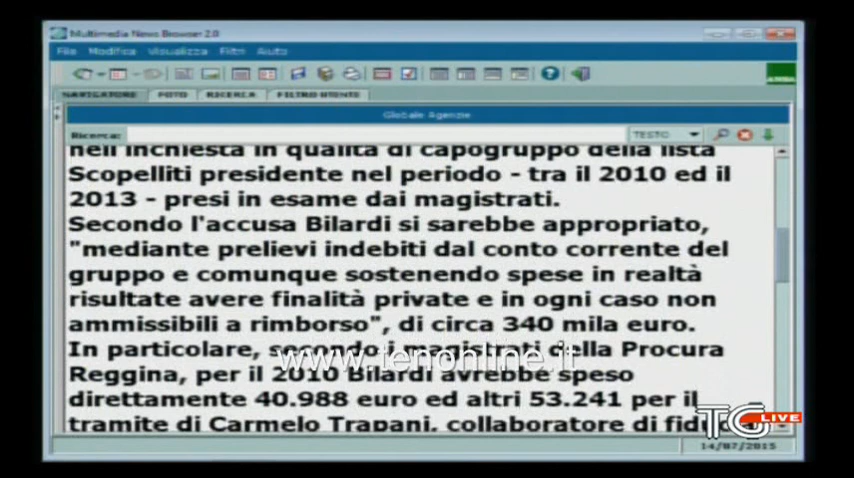 Multimedia News Browser 2.0
File Modifica Visualizza Filtri Aiuto
NAVIGATORE FOTO RICERCA FILTRO UTENTE
Globale Agenzie
Ricerca: TESTO
nell'inchiesta in qualità di capogruppo della lista
Scopelliti presidente nel periodo - tra il 2010 ed il
2013 - presi in esame dai magistrati.
Secondo l'accusa Bilardi si sarebbe appropriato,
"mediante prelievi indebiti dal conto corrente del
gruppo e comunque sostenendo spese in realtà
risultate avere finalità private e in ogni caso non
ammissibili a rimborso", di circa 340 mila euro.
In particolare, secondo i magistrati della Procura
www.tenonline.it
Reggina, per il 2010 Bilardi avrebbe speso
direttamente 40.988 euro ed altri 53.241 per il
tramite di Carmelo Trapani, collaboratore di
TG LIVE
14/07/2015